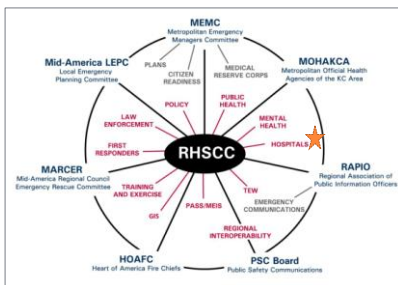 MEMC
Metropolitan Emergency
Managers Committee
Mid-America LEPC
Local Emergency
Planning Committee
PLANS
CITIZEN
READINESS
MEDICAL
RESERVE CORPS
MOHAKCA
Metropolitan Official Health
Agencies of the KC Area
POLICY
PUBLIC
HEALTH
LAW
ENFORCEMENT
MENTAL
HEALTH
FIRST
RESPONDERS
RHSCC
HOSPITALS
MARCER
Mid-America Regional Council
Emergency Rescue Committee
TRAINING
AND EXERCISE
GIS
PASS/MEIS
TEW
RAPIO
Regional Association of
Public Information Officers
EMERGENCY
COMMUNICATIONS
REGIONAL
INTEROPERABILITY
HOAFC
Heart of America Fire Chiefs
PSC Board
Public Safety Communications